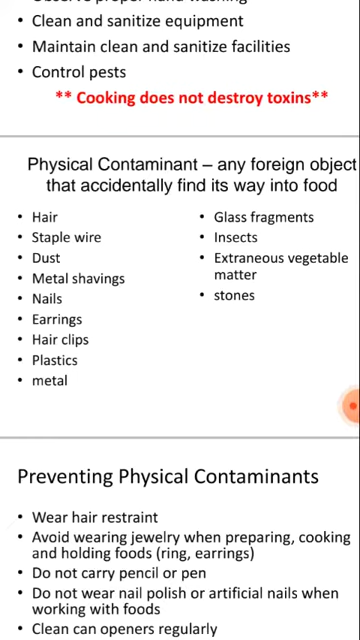 • Observe proper hand washing
• Clean and sanitize equipment
• Maintain clean and sanitize facilities
• Control pests
** Cooking does not destroy toxins**
Physical Contaminant – any foreign object
that accidentally find its way into food
• Hair
• Staple wire
• Dust
• Metal shavings
• Nails
• Earrings
• Hair clips
• Plastics
• metal
• Glass fragments
• Insects
• Extraneous vegetable
matter
• stones
Preventing Physical Contaminants
• Wear hair restraint
• Avoid wearing jewelry when preparing, cooking
and holding foods (ring, earrings)
• Do not carry pencil or pen
• Do not wear nail polish or artificial nails when
working with foods
• Clean can openers regularly